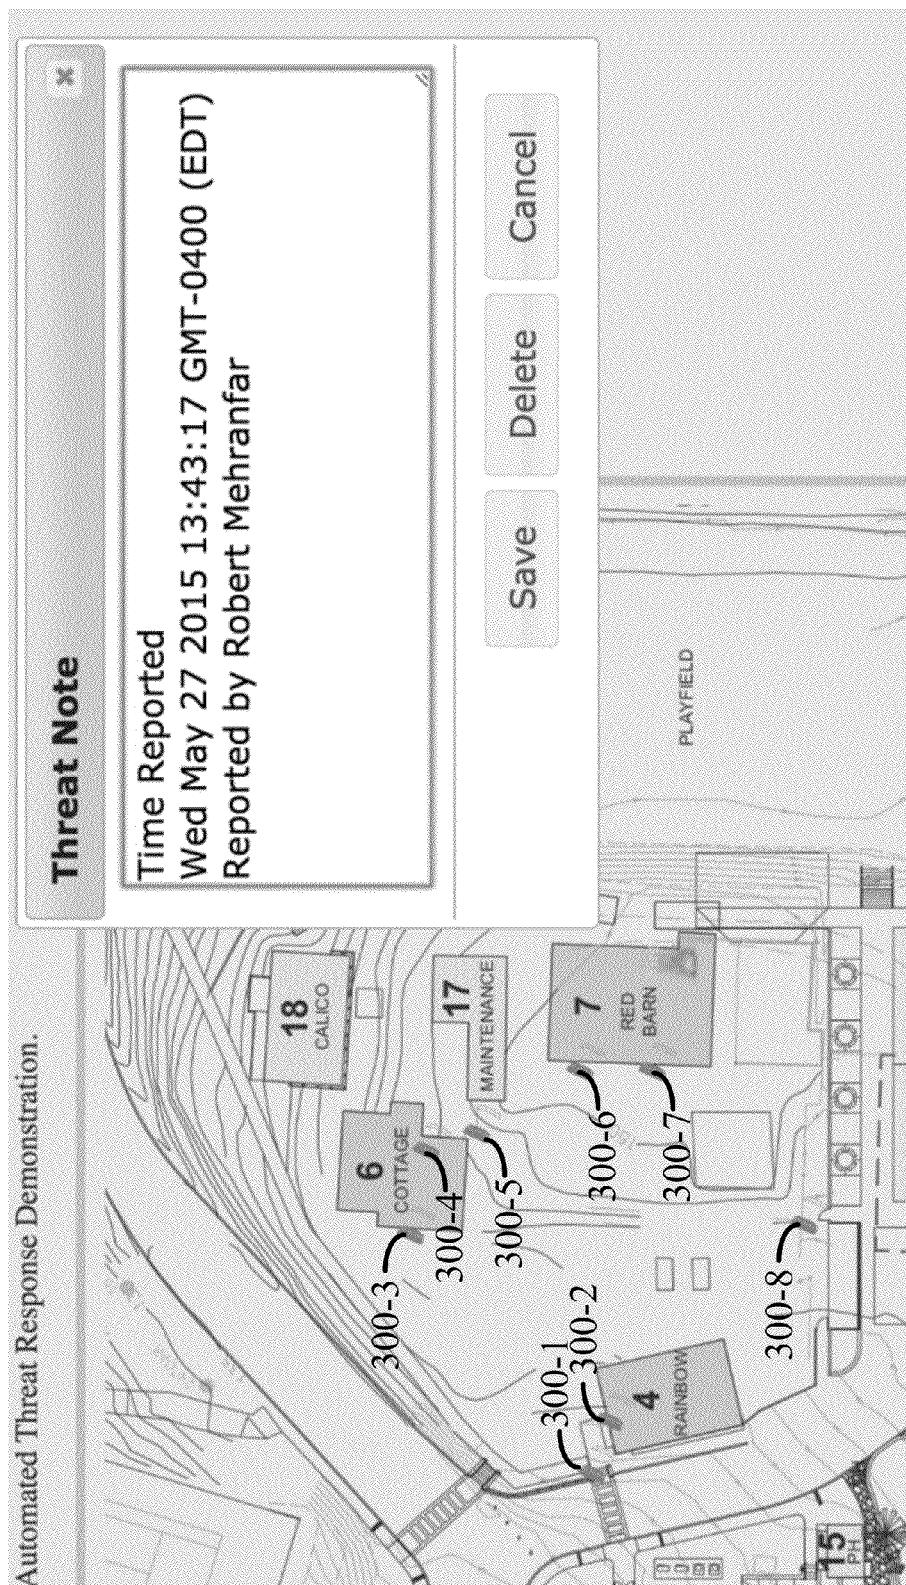 Automated Threat Response Demonstration.
Threat Note
×
Time Reported
Wed May 27 2015 13:43:17 GMT-0400 (EDT)
Reported by Robert Mehranfar
Save
Delete
Cancel
18
CALICO
6
COTTAGE
17
MAINTENANCE
7
RED
BARN
PLAYFIELD
4
RAINBOW
15
PH
300-1
300-2
300-3
300-4
300-5
300-6
300-7
300-8